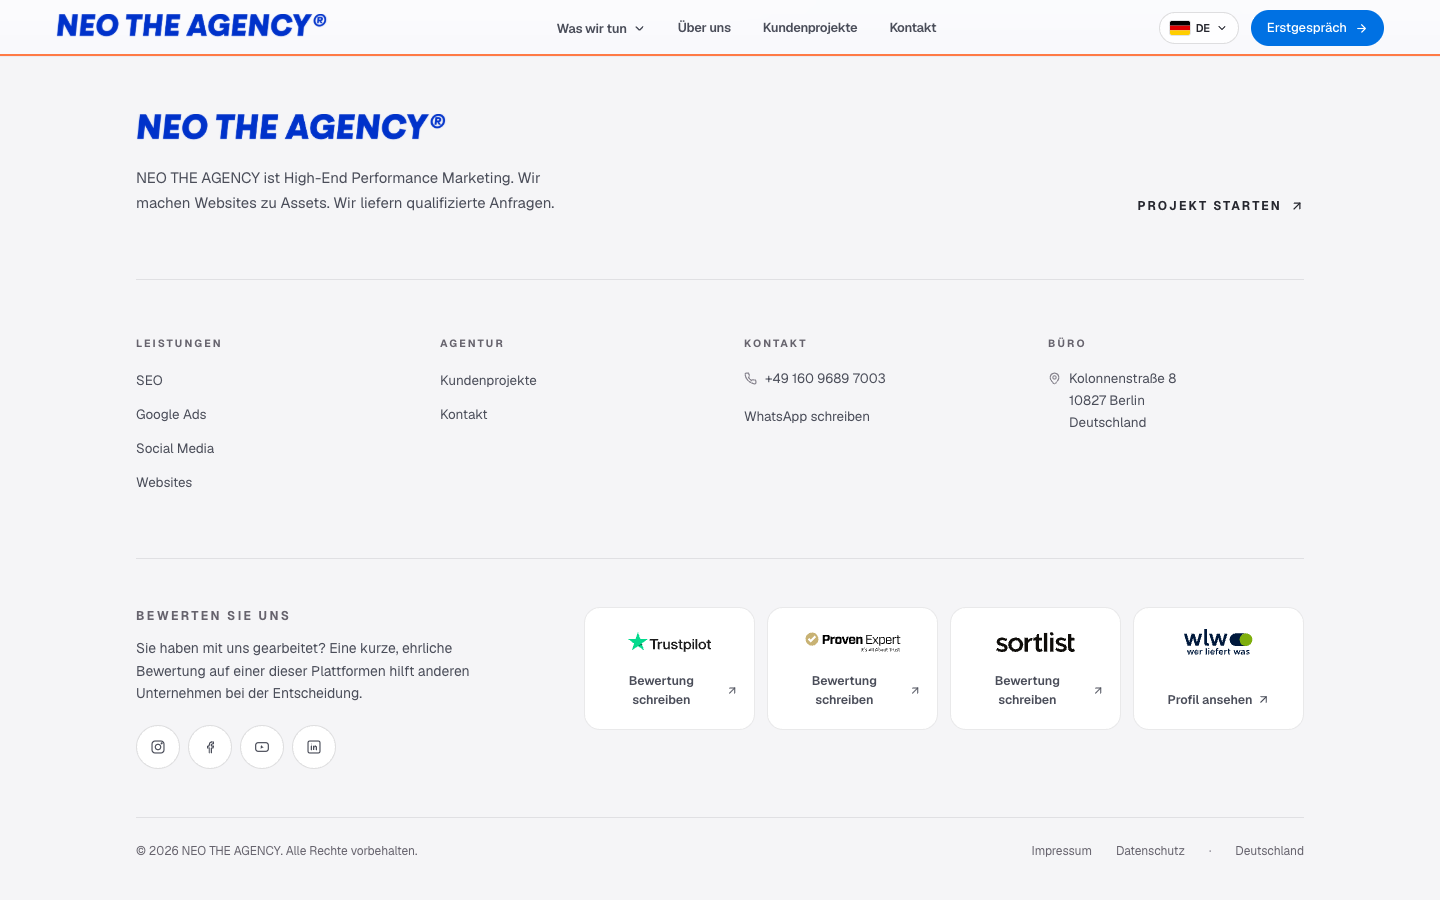 NEO THE AGENCY®
Was wir tun
Über uns
Kundenprojekte
Kontakt
DE
Erstgespräch
NEO THE AGENCY®
NEO THE AGENCY ist High-End Performance Marketing. Wir
machen Websites zu Assets. Wir liefern qualifizierte Anfragen.
PROJEKT STARTEN
LEISTUNGEN
SEO
Google Ads
Social Media
Websites
AGENTUR
Kundenprojekte
Kontakt
KONTAKT
+49 160 9689 7003
WhatsApp schreiben
BÜRO
Kolonnenstraße 8
10827 Berlin
Deutschland
BEWERTEN SIE UNS
Sie haben mit uns gearbeitet? Eine kurze, ehrliche
Bewertung auf einer dieser Plattformen hilft anderen
Unternehmen bei der Entscheidung.
Trustpilot
Bewertung
schreiben
Proven Expert
Bewertung
schreiben
sortlist
Bewertung
schreiben
wlw
wer liefert was
Profil ansehen
© 2026 NEO THE AGENCY. Alle Rechte vorbehalten.
Impressum
Datenschutz
·
Deutschland